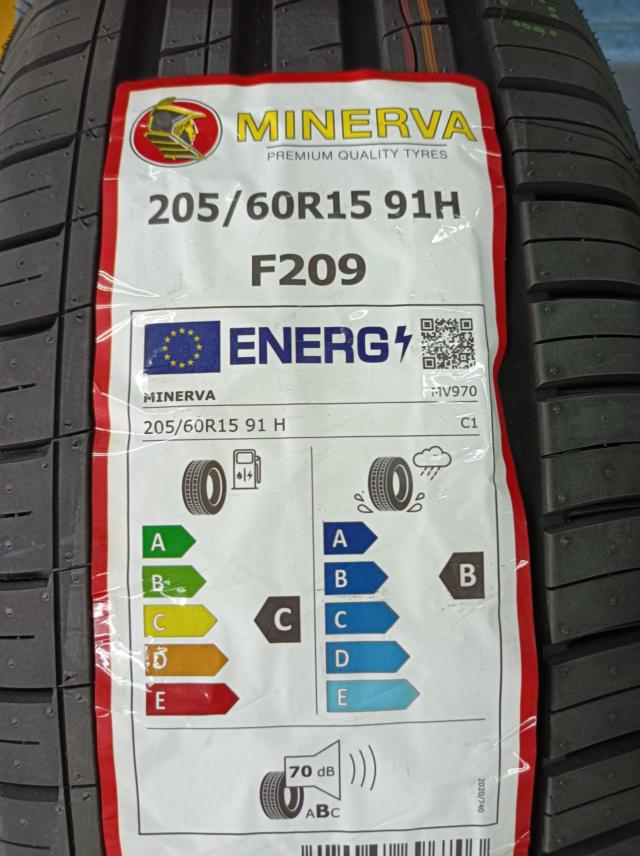 MINERVA
PREMIUM QUALITY TYRES
205/60R15 91H
F209
ENERG
MINERVA
MV970
205/60R15 91 H
C1
A
B
C
D
E
C
A
B
C
D
E
B
70 dB
ABC
2020/740